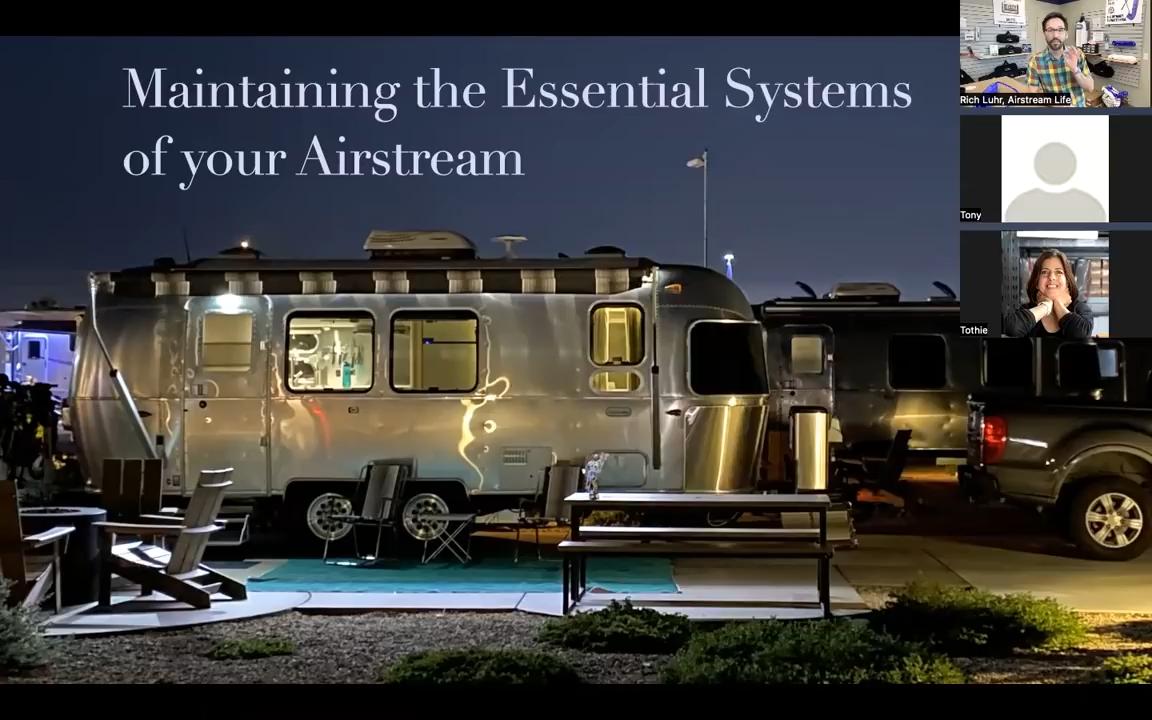 Maintaining the Essential Systems
of your Airstream
Rich Luhr, Airstream Life
Tony
Tothie